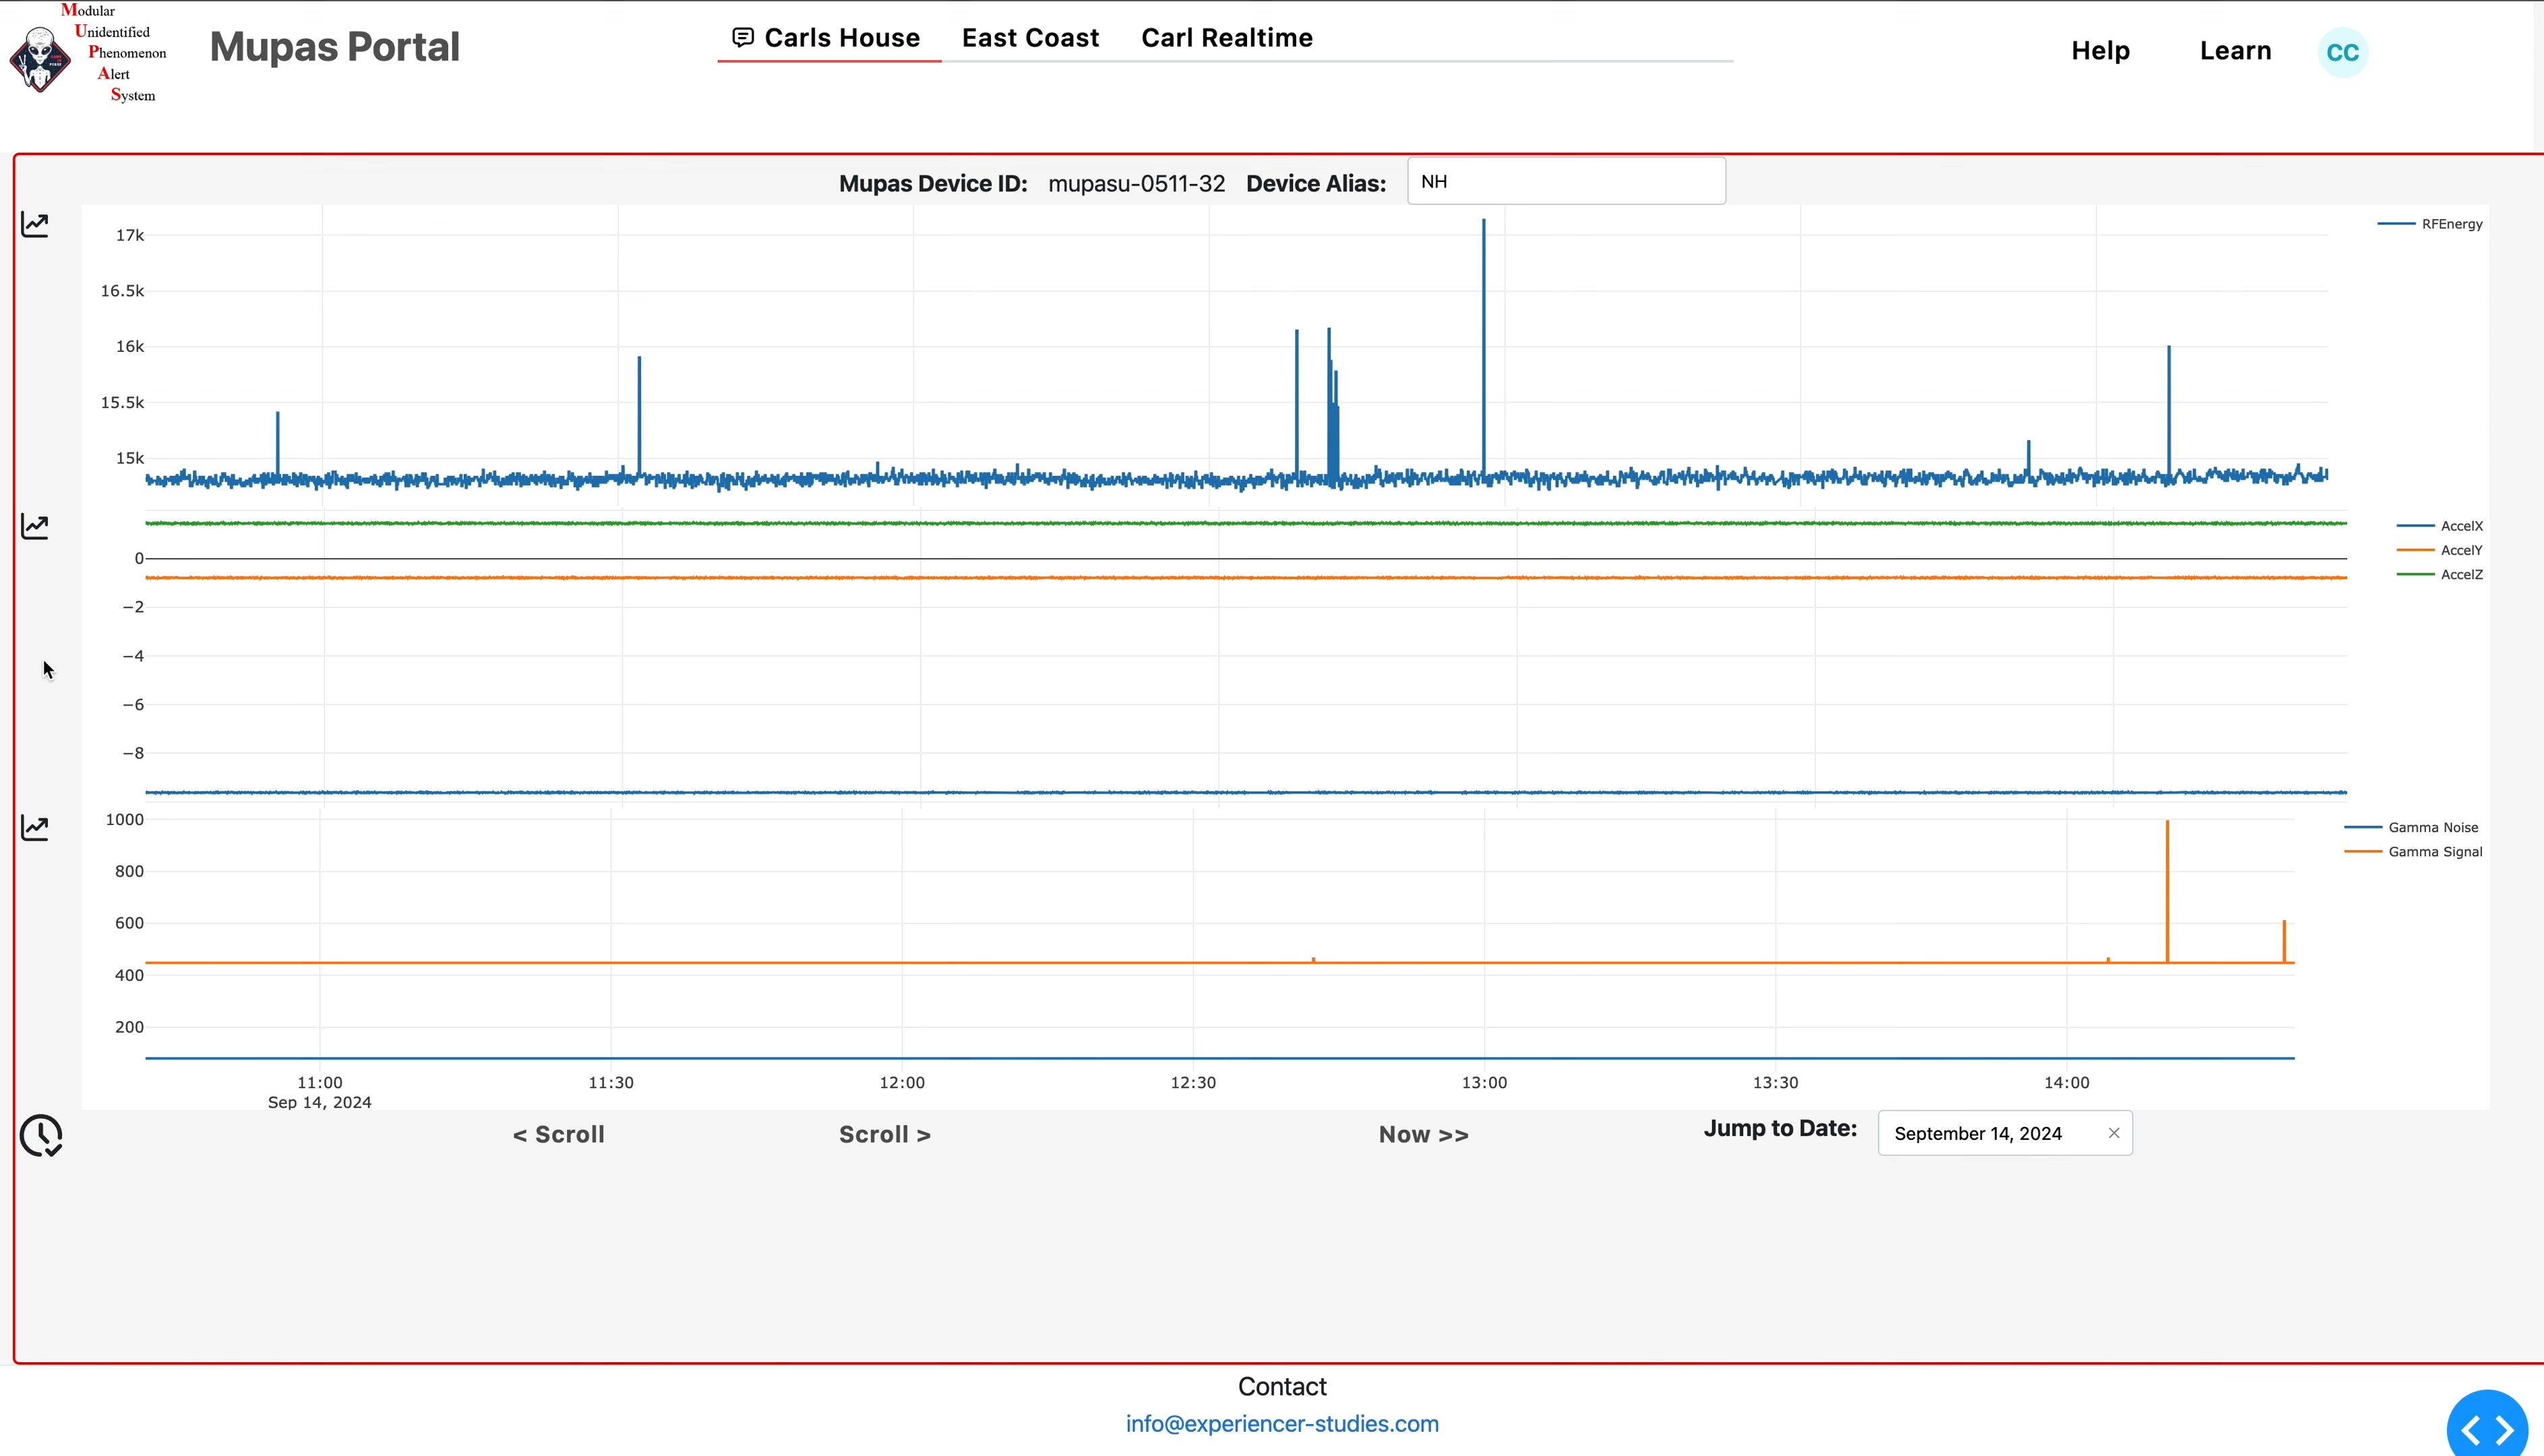 Modular
Unidentified
Phenomenon
Alert
System
Mupas Portal
Carls House East Coast Carl Realtime
Help Learn CC
Mupas Device ID: mupasu-0511-32 Device Alias: NH
RFEnergy
17k
16.5k
16k
15.5k
15k
AccelX
AccelY
AccelZ
0
−2
−4
−6
−8
Gamma Noise
Gamma Signal
1000
800
600
400
200
11:00 11:30 12:00 12:30 13:00 13:30 14:00
Sep 14, 2024
< Scroll Scroll > Now >> Jump to Date: September 14, 2024 ×
Contact
info@experiencer-studies.com